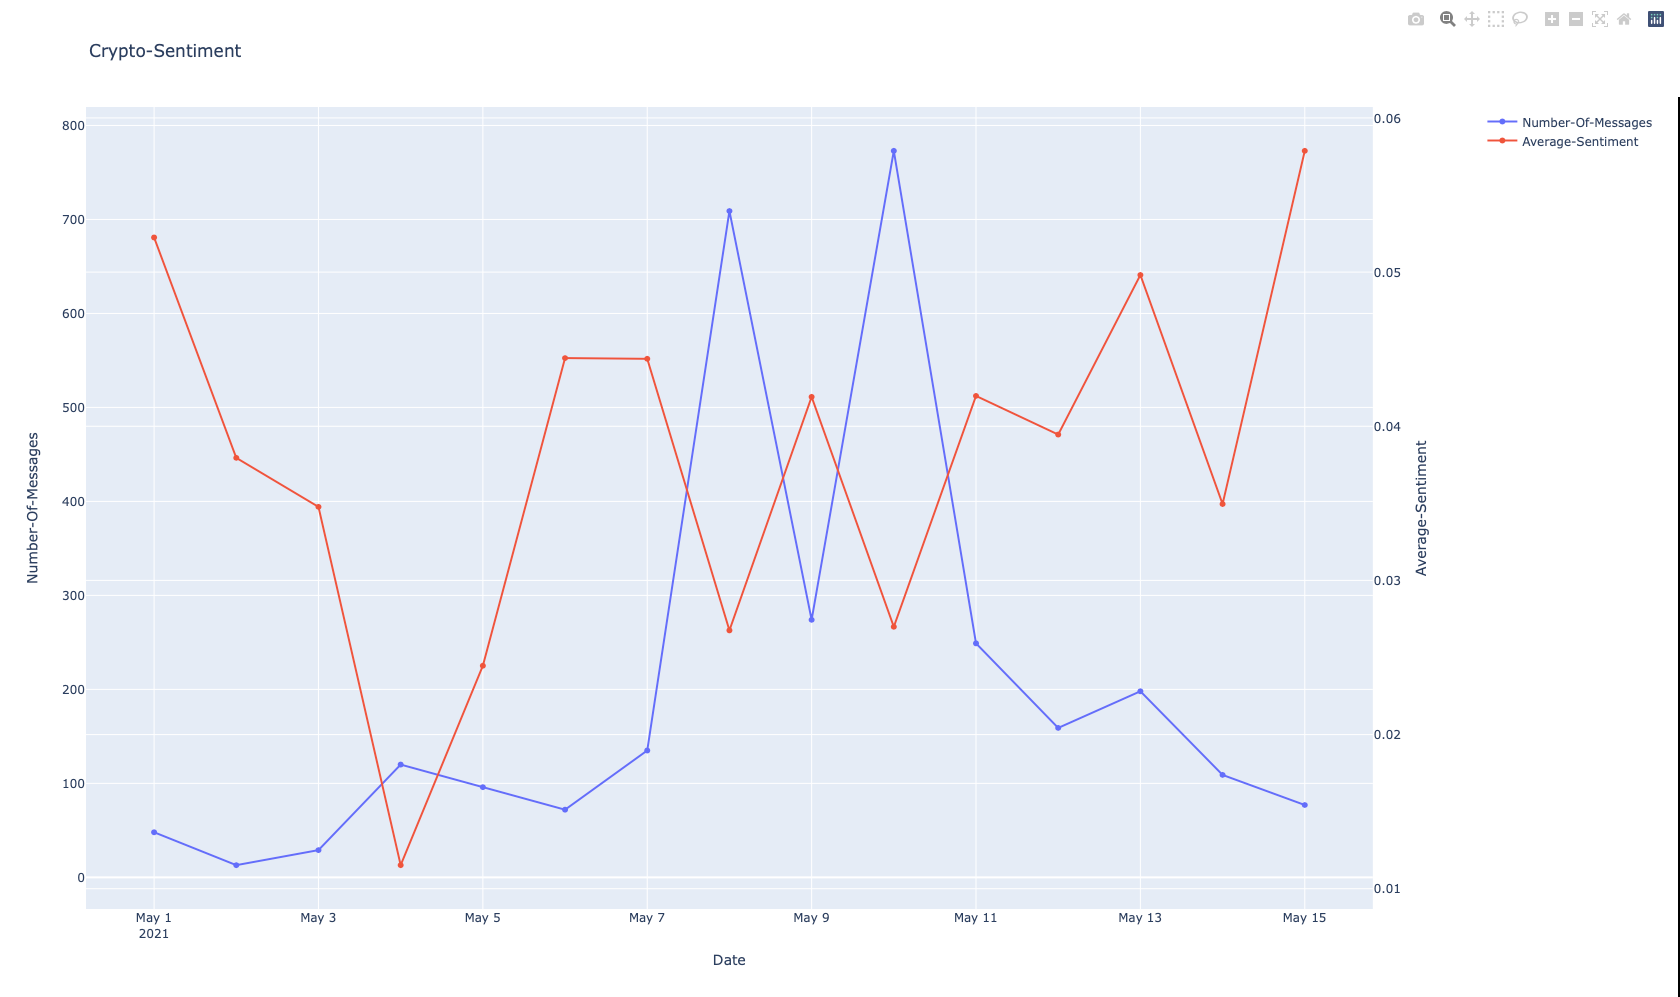 Crypto-Sentiment
Number-Of-Messages
Average-Sentiment
800
700
600
500
400
300
200
100
0
Number-Of-Messages
0.06
0.05
0.04
0.03
0.02
0.01
Average-Sentiment
May 1
2021
May 3
May 5
May 7
May 9
May 11
May 13
May 15
Date